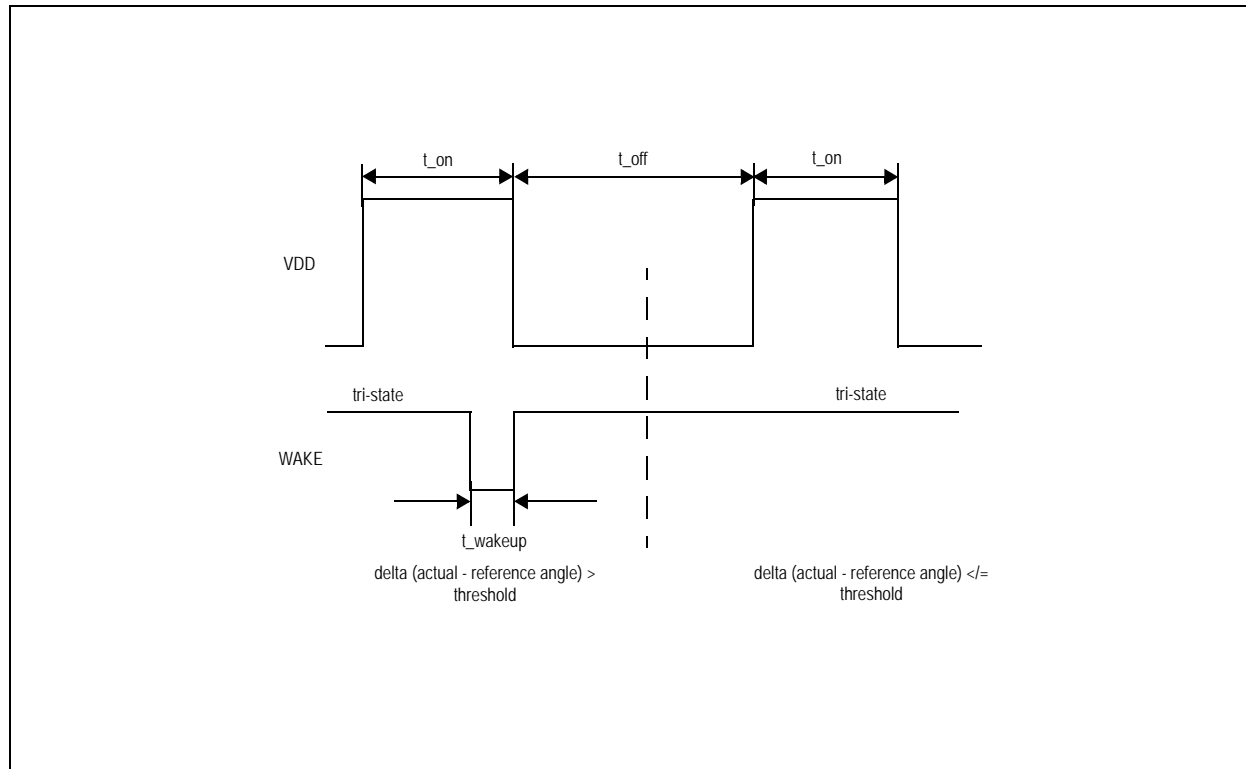 t_on
t_off
t_on
VDD
tri-state
tri-state
WAKE
t_wakeup
delta (actual - reference angle) >
threshold
delta (actual - reference angle) </=
threshold